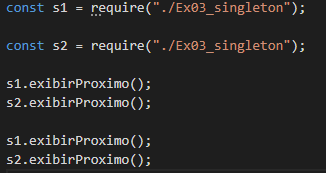 const s1 = require("./Ex03_singleton");
const s2 = require("./Ex03_singleton");
s1.exibirProximo();
s2.exibirProximo();
s1.exibirProximo();
s2.exibirProximo();